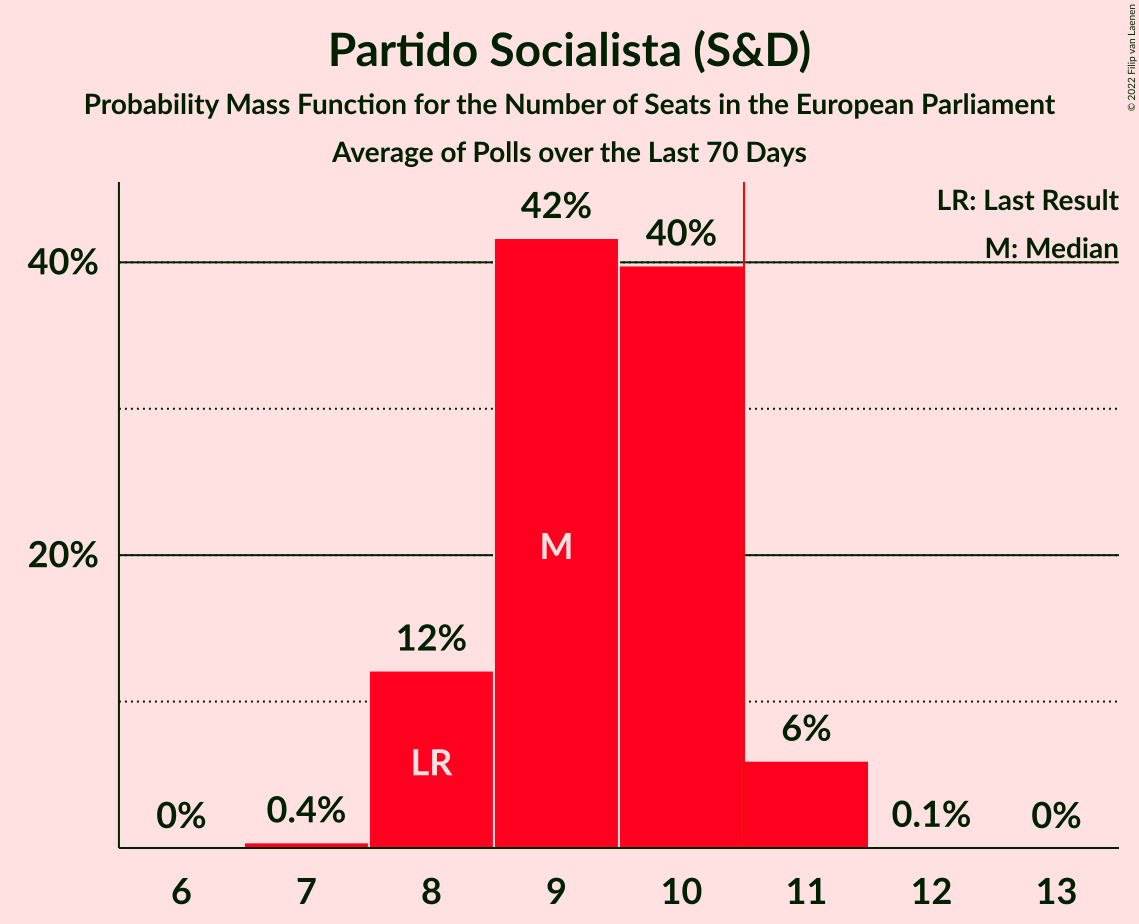 Partido Socialista (S&D)
Probability Mass Function for the Number of Seats in the European Parliament
Average of Polls over the Last 70 Days
© 2022 Filip van Laenen
LR: Last Result
M: Median
40%
20%
0%
0.4%
12%
42%
40%
6%
0.1%
0%
LR
M
6 7 8 9 10 11 12 13